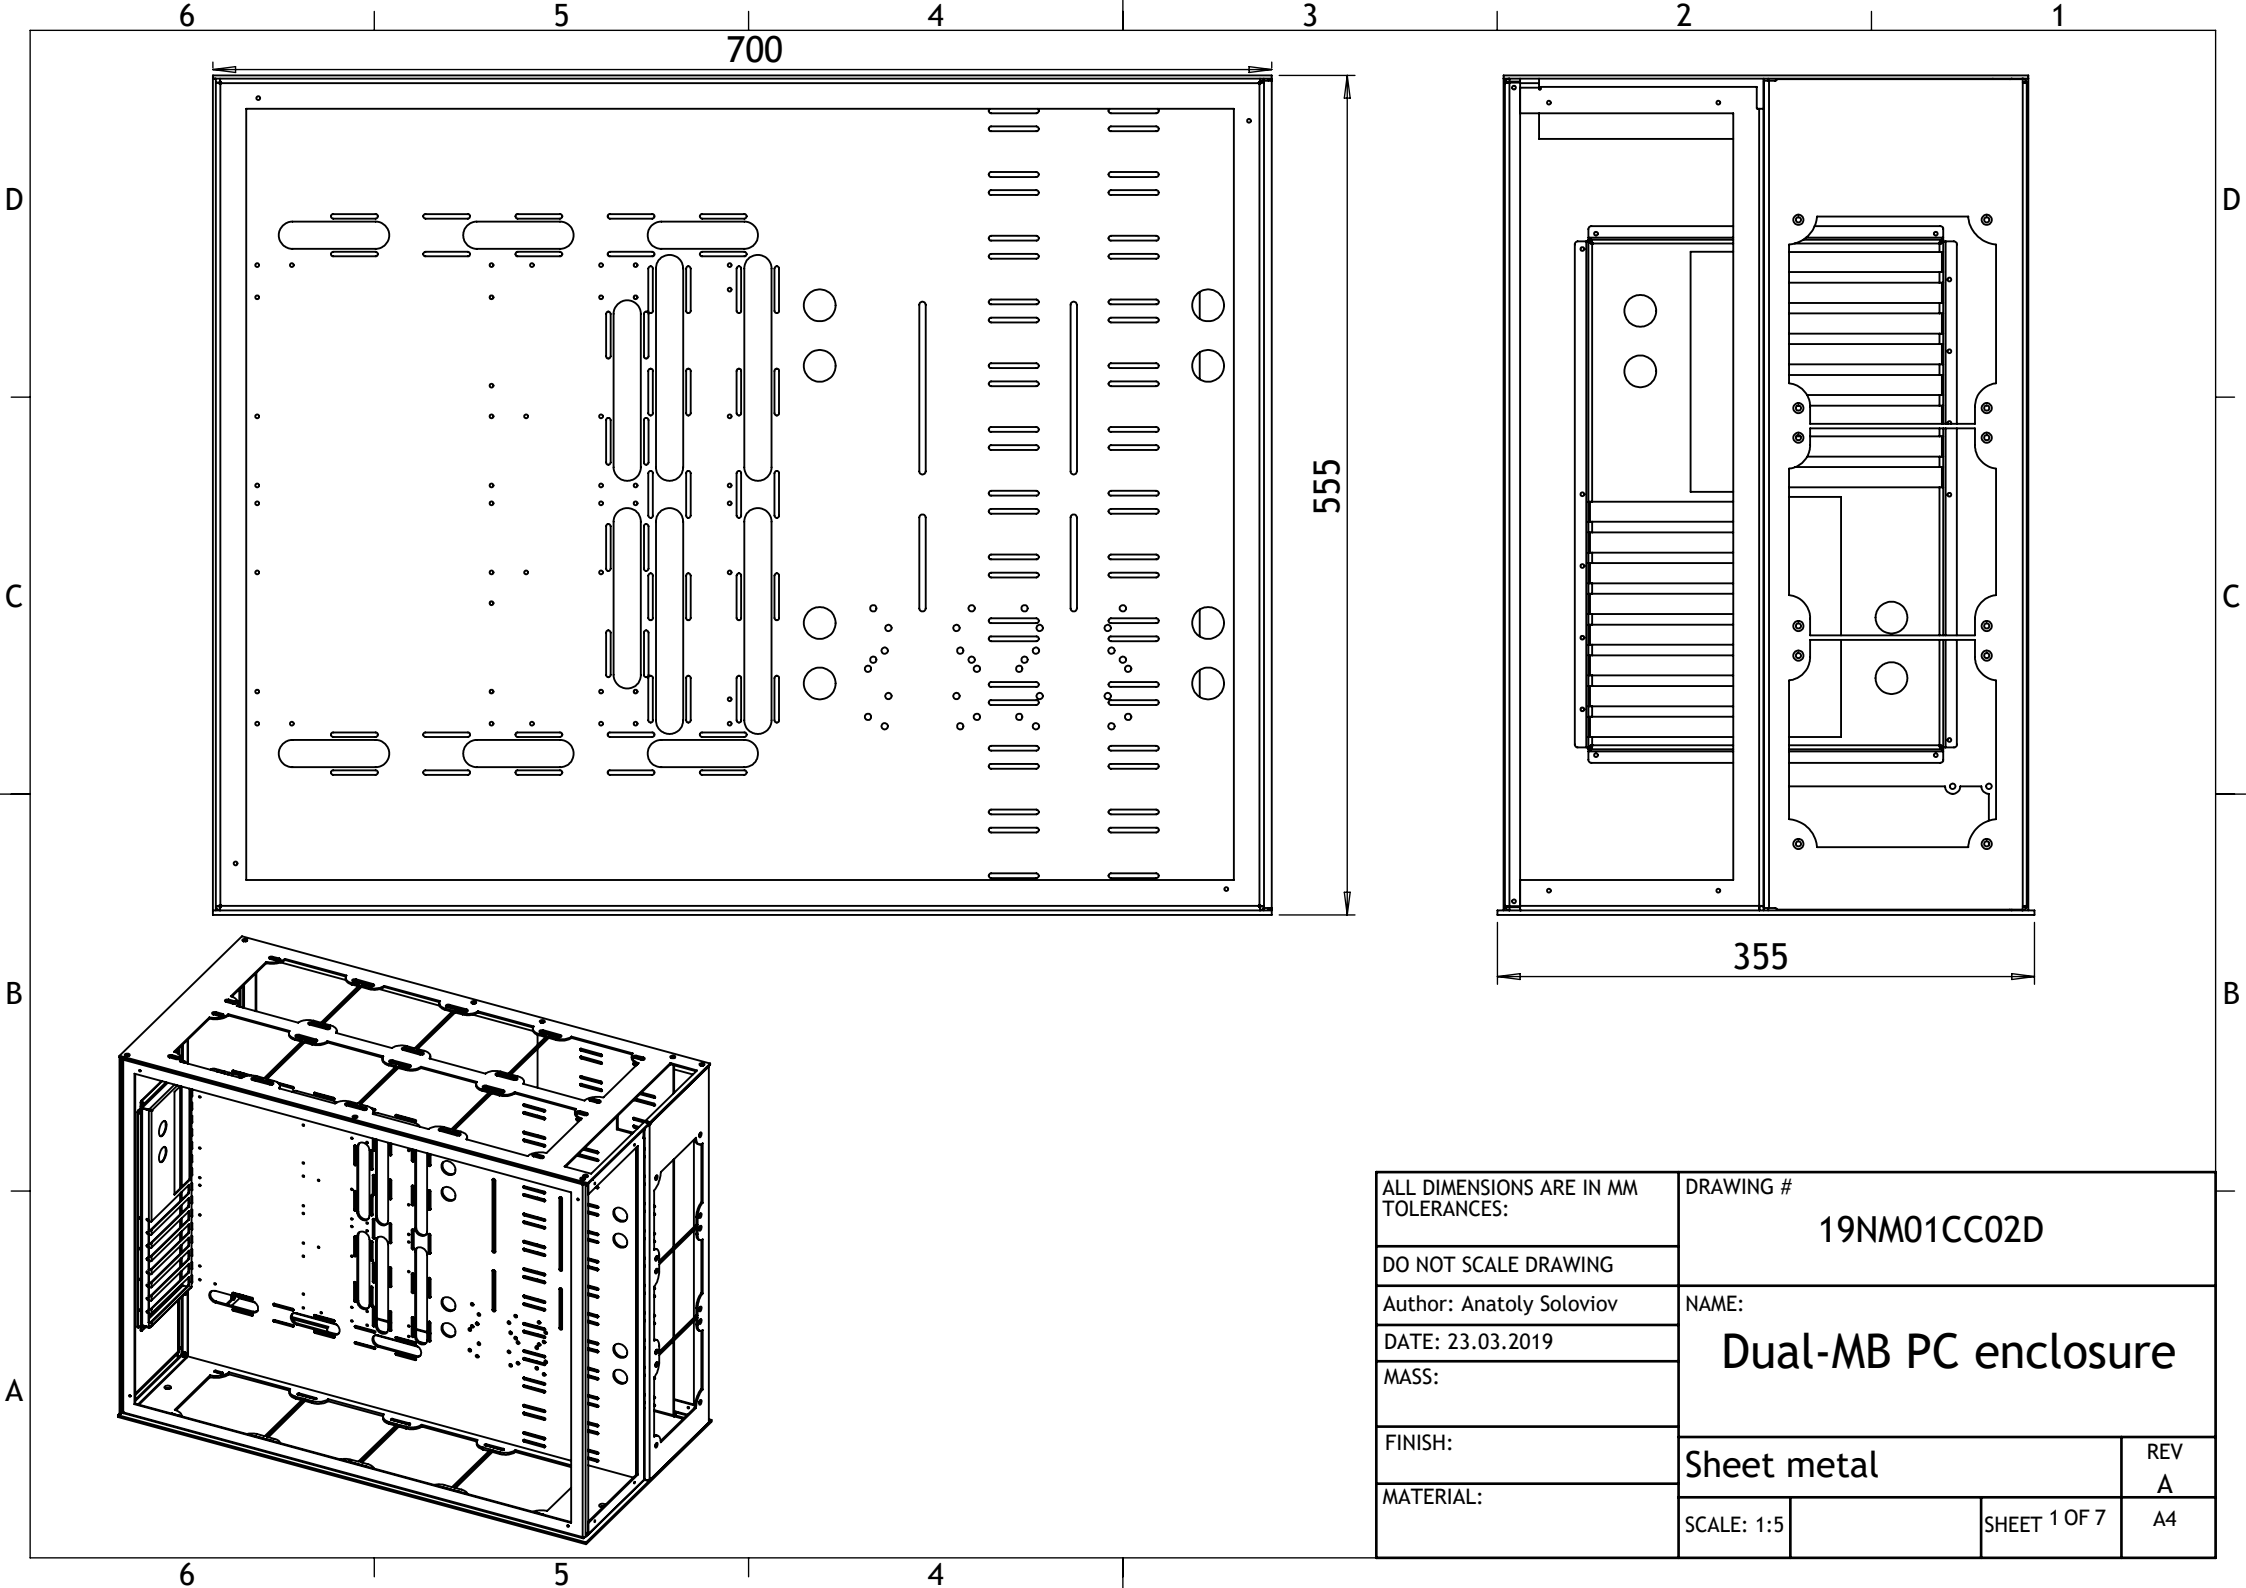 6 5 4 3 2 1
700
D D
555
C C
355
B B
A
ALL DIMENSIONS ARE IN MM
TOLERANCES:
DRAWING #
19NM01CC02D
DO NOT SCALE DRAWING
Author: Anatoly Soloviov
NAME:
Dual-MB PC enclosure
DATE: 23.03.2019
MASS:
FINISH:
Sheet metal
REV
A
MATERIAL:
SCALE: 1:5
SHEET 1 OF 7
A4
6 5 4